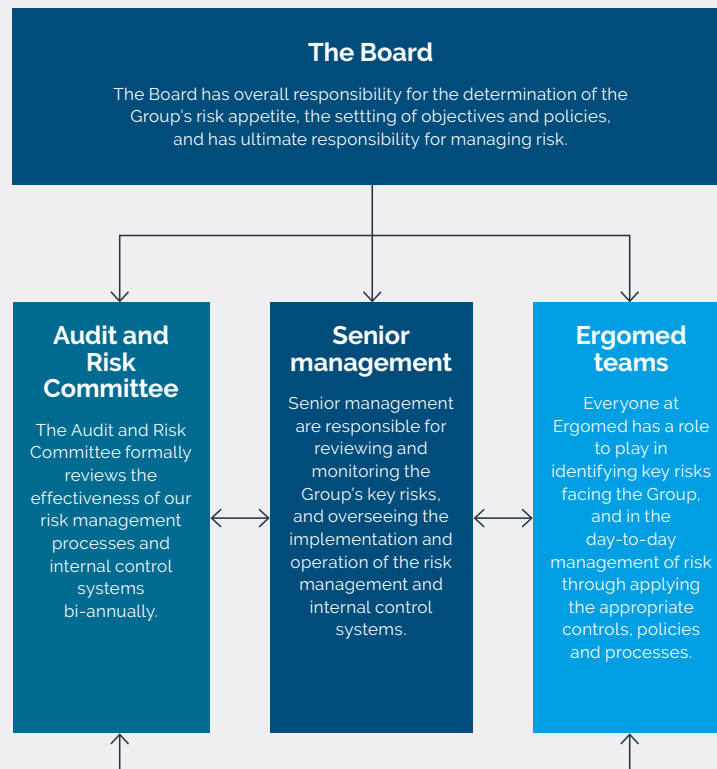 The Board
The Board has overall responsibility for the determination of the
Group's risk appetite, the settting of objectives and policies,
and has ultimate responsibility for managing risk.
Audit and
Risk
Committee
The Audit and Risk
Committee formally
reviews the
effectiveness of our
risk management
processes and
internal control
systems
bi-annually.
Senior
management
Senior management
are responsible for
reviewing and
monitoring the
Group's key risks,
and overseeing the
implementation and
operation of the risk
management and
internal control
systems.
Ergomed
teams
Everyone at
Ergomed has a role
to play in
identifying key risks
facing the Group,
and in the
day-to-day
management of risk
through applying
the appropriate
controls, policies
and processes.